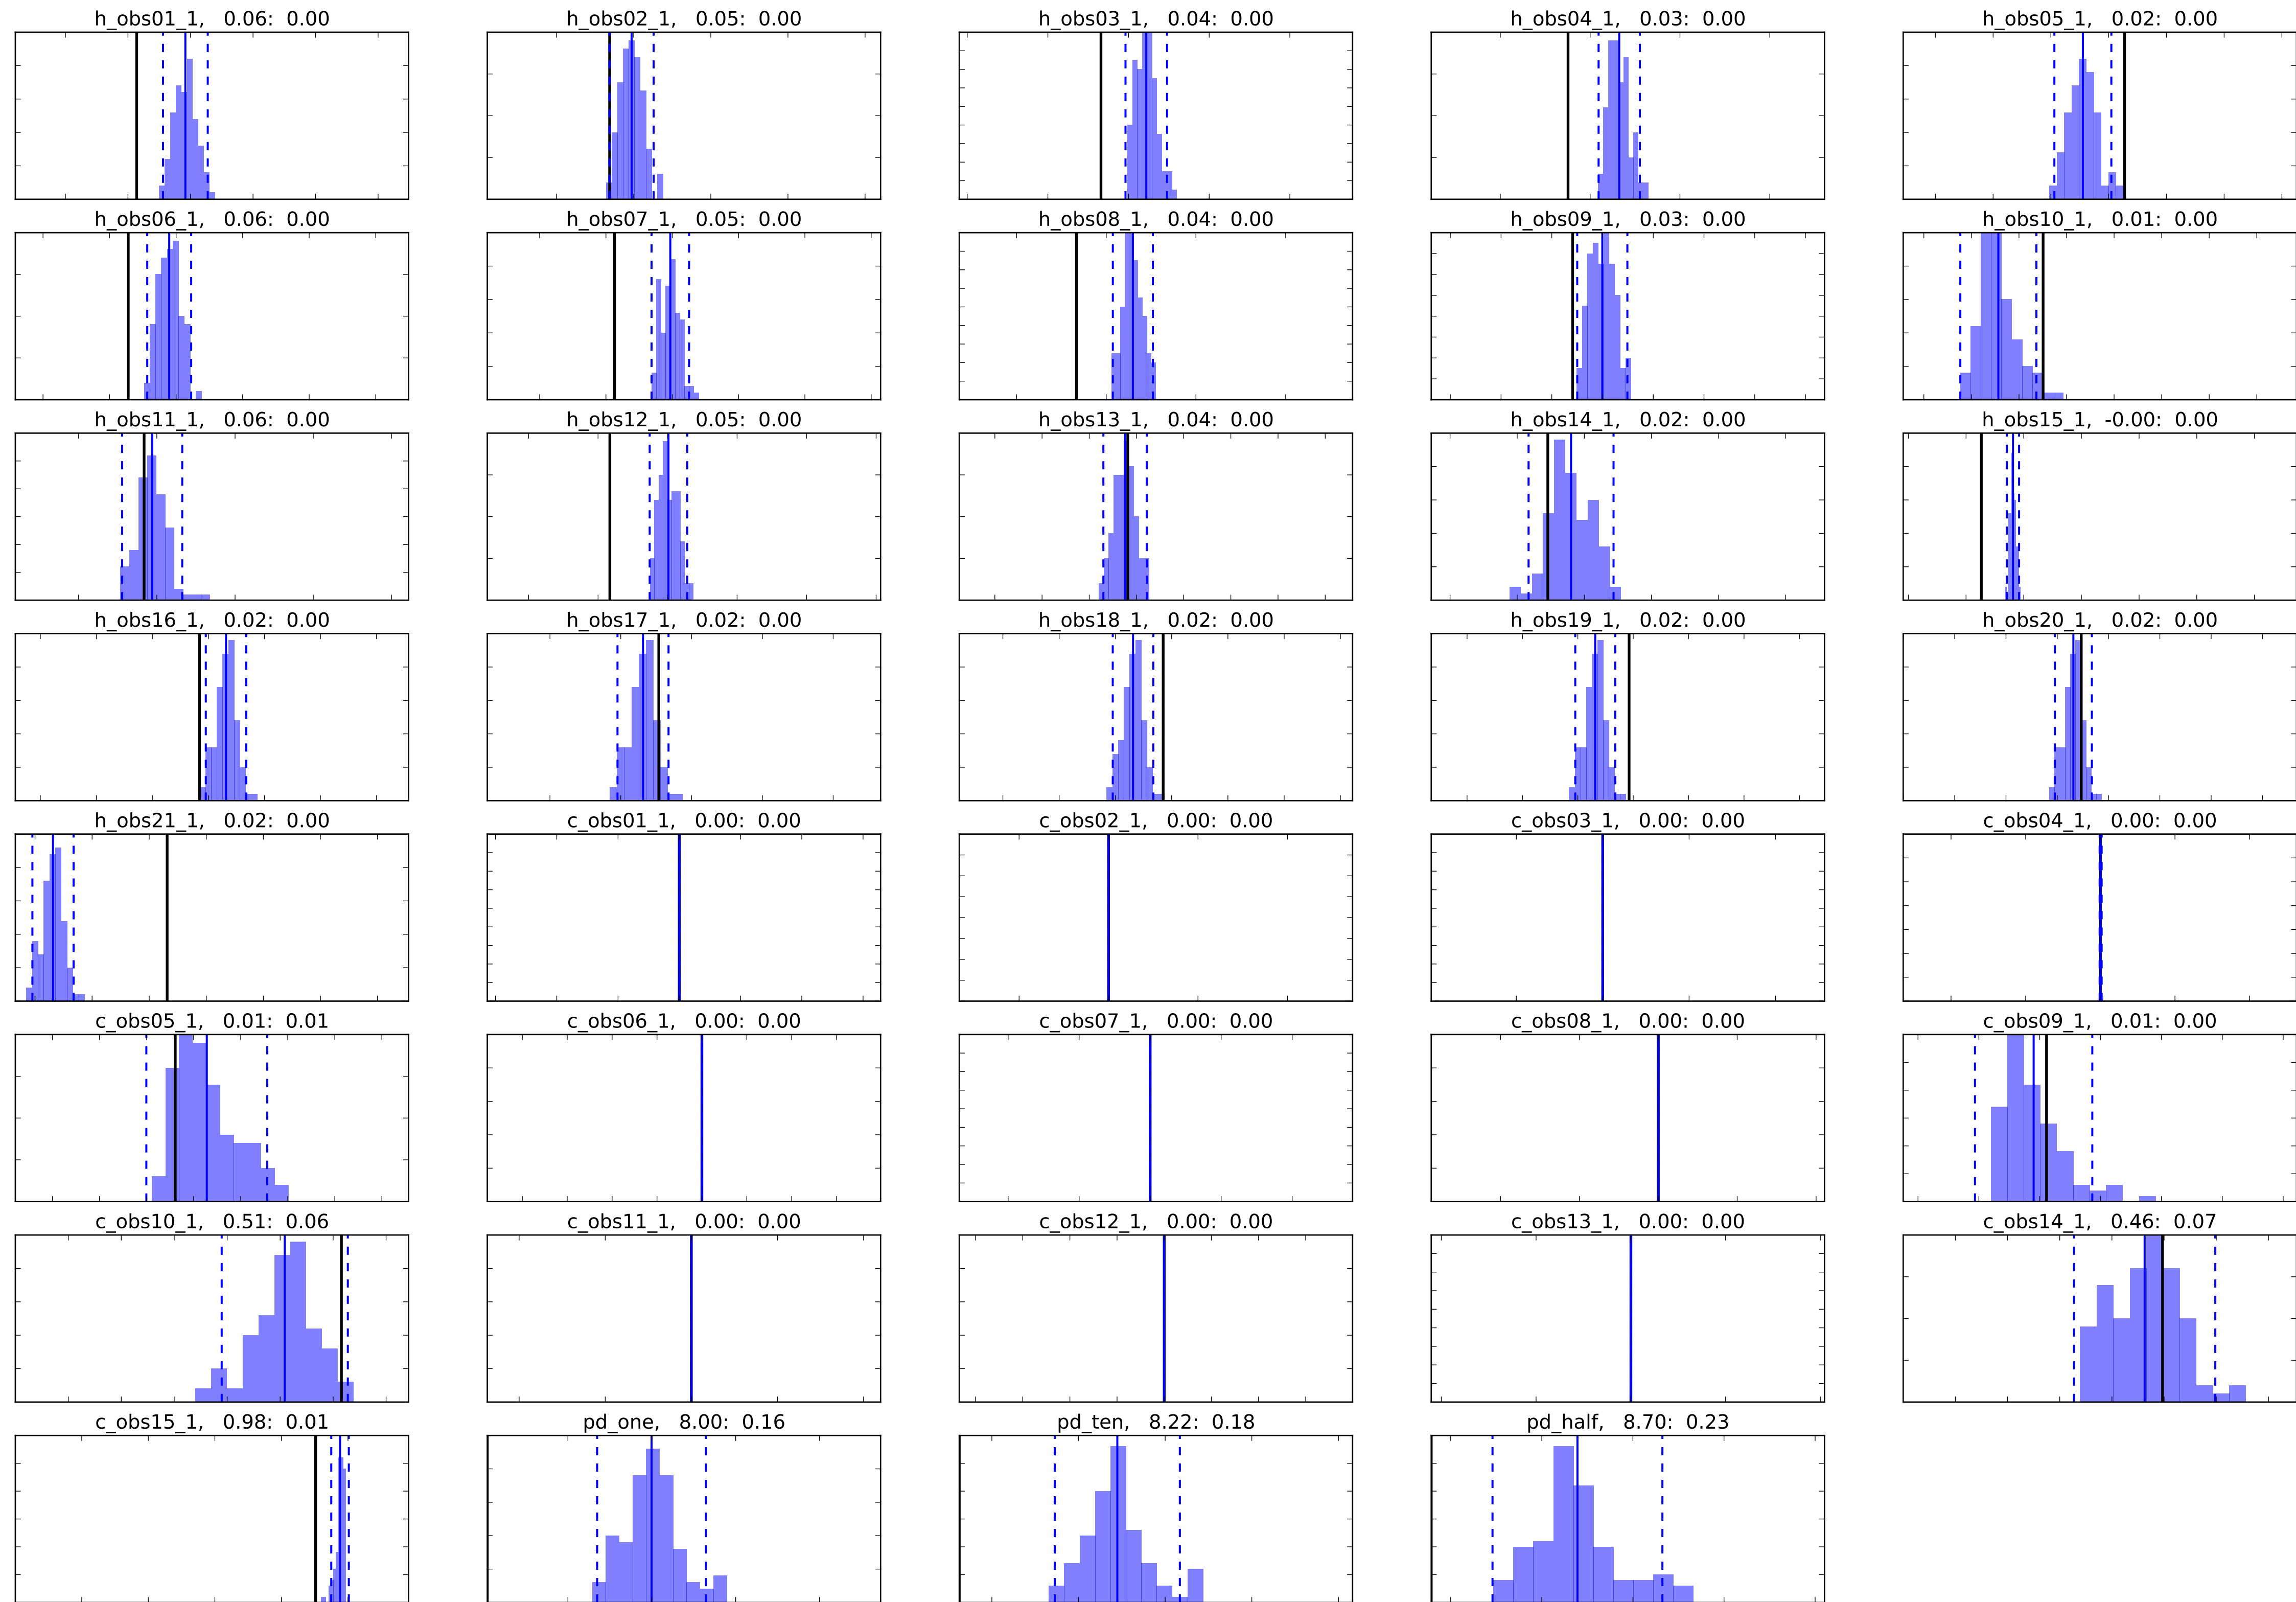 h_obs01_1, 0.06: 0.00
h_obs02_1, 0.05: 0.00
h_obs03_1, 0.04: 0.00
h_obs04_1, 0.03: 0.00
h_obs05_1, 0.02: 0.00
h_obs06_1, 0.06: 0.00
h_obs07_1, 0.05: 0.00
h_obs08_1, 0.04: 0.00
h_obs09_1, 0.03: 0.00
h_obs10_1, 0.01: 0.00
h_obs11_1, 0.06: 0.00
h_obs12_1, 0.05: 0.00
h_obs13_1, 0.04: 0.00
h_obs14_1, 0.02: 0.00
h_obs15_1, -0.00: 0.00
h_obs16_1, 0.02: 0.00
h_obs17_1, 0.02: 0.00
h_obs18_1, 0.02: 0.00
h_obs19_1, 0.02: 0.00
h_obs20_1, 0.02: 0.00
h_obs21_1, 0.02: 0.00
c_obs01_1, 0.00: 0.00
c_obs02_1, 0.00: 0.00
c_obs03_1, 0.00: 0.00
c_obs04_1, 0.00: 0.00
c_obs05_1, 0.01: 0.01
c_obs06_1, 0.00: 0.00
c_obs07_1, 0.00: 0.00
c_obs08_1, 0.00: 0.00
c_obs09_1, 0.01: 0.00
c_obs10_1, 0.51: 0.06
c_obs11_1, 0.00: 0.00
c_obs12_1, 0.00: 0.00
c_obs13_1, 0.00: 0.00
c_obs14_1, 0.46: 0.07
c_obs15_1, 0.98: 0.01
pd_one, 8.00: 0.16
pd_ten, 8.22: 0.18
pd_half, 8.70: 0.23